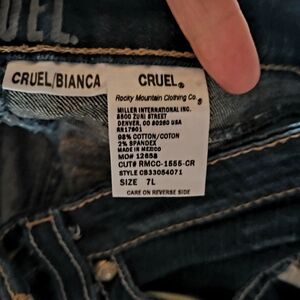 UEL.
CRUEL/BIANCA
CRUEL®
Rocky Mountain Clothing Co ®
MILLER INTERNATIONAL INC.
8500 ZUNI STREET
DENVER, CO 80260 USA
RN17901
98% COTTON/COTON
2% SPANDEX
MADE IN MEXICO
MO# 12658
CUT# RMCC-1555-CR
STYLE CB33054071
SIZE 7L
CARE ON REVERSE SIDE